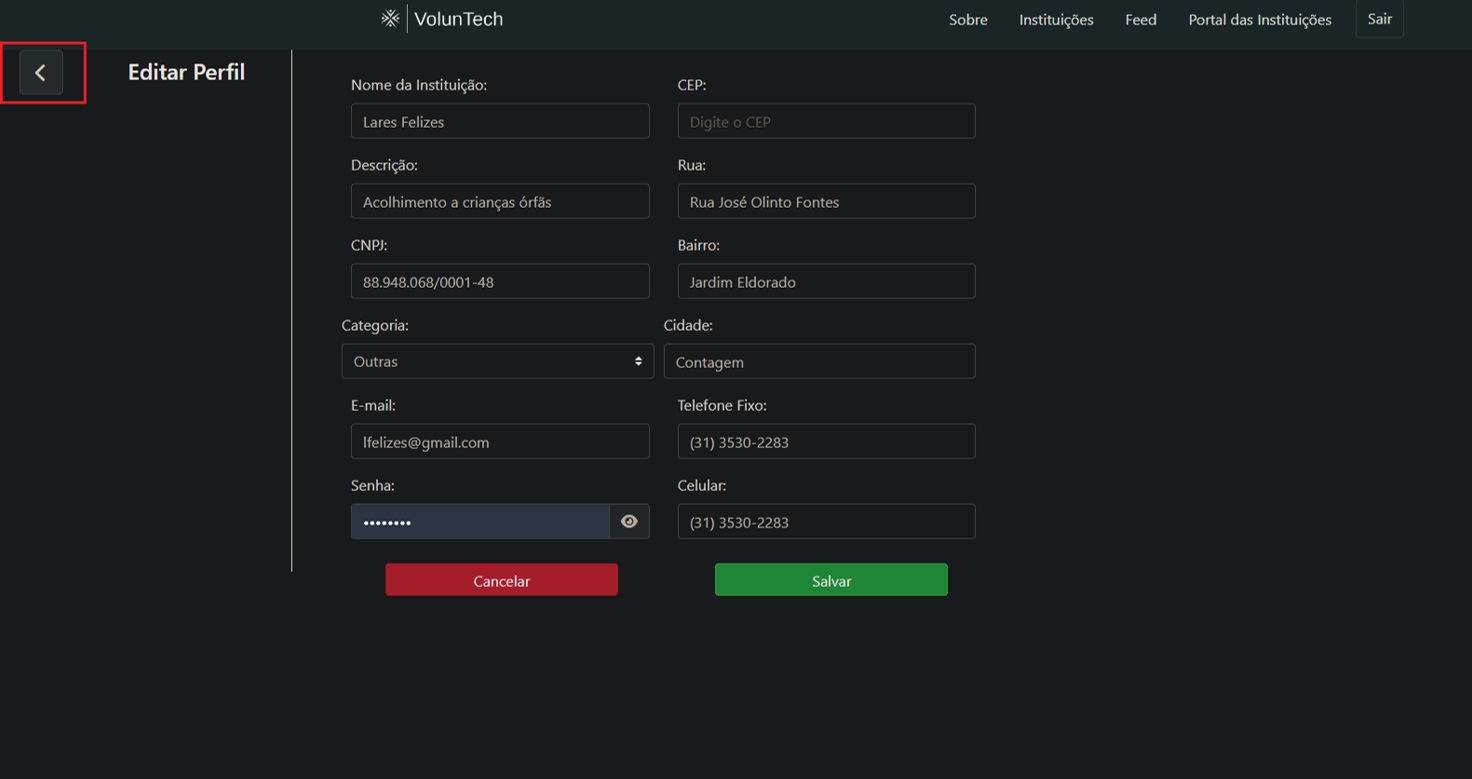 VolunTech
Sobre Instituições Feed Portal das Instituições Sair
Editar Perfil
Nome da Instituição: CEP:
Lares Felizes Digite o CEP
Descrição: Rua:
Acolhimento a crianças órfãs Rua José Olinto Fontes
CNPJ: Bairro:
88.948.068/0001-48 Jardim Eldorado
Categoria: Cidade:
Outras Contagem
E-mail: Telefone Fixo:
lfelizes@gmail.com (31) 3530-2283
Senha: Celular:
•••••••• (31) 3530-2283
Cancelar Salvar